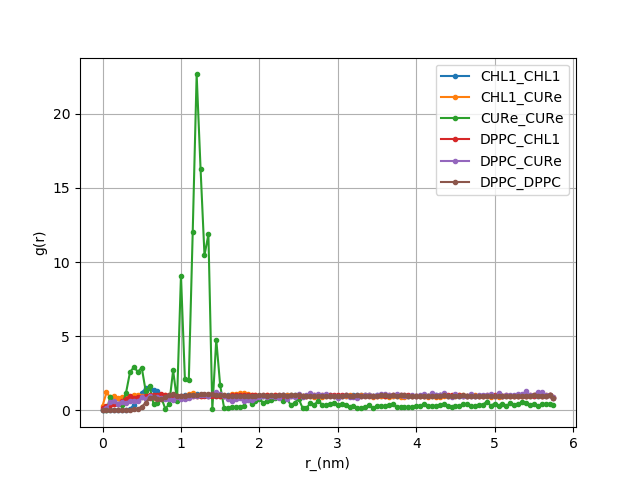 CHL1_CHL1
CHL1_CURe
CURe_CURe
DPPC_CHL1
DPPC_CURe
DPPC_DPPC
g(r)
20
15
10
5
0
0 1 2 3 4 5 6
r_(nm)